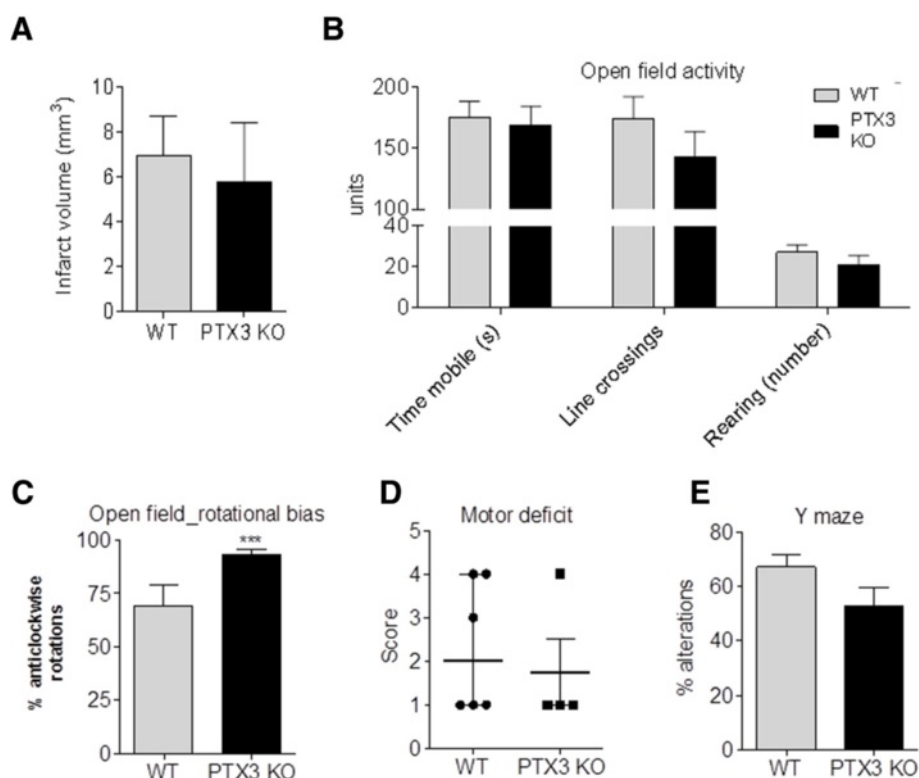 A
Infarct volume (mm³)
10
8
6
4
2
0
WT
PTX3 KO
B
Open field activity
units
200
150
100
40
20
0
WT
PTX3
KO
Time mobile (s)
Line crossings
Rearing (number)
C
Open field_rotational bias
% anticlockwise
rotations
100
75
50
25
0
***
WT
PTX3 KO
D
Motor deficit
Score
5
4
3
2
1
0
WT
PTX3 KO
E
Y maze
% alterations
80
60
40
20
0
WT
PTX3 KO